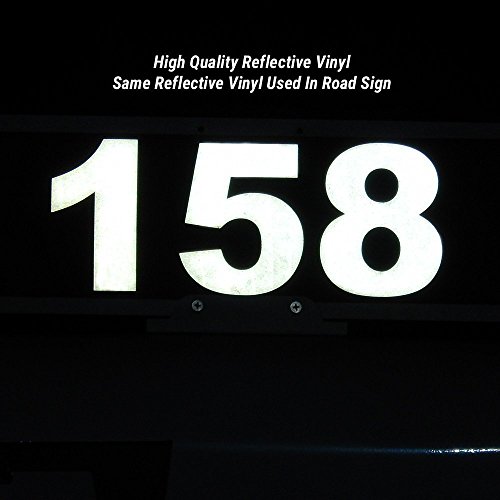 High Quality Reflective Vinyl
Same Reflective Vinyl Used In Road Sign
158